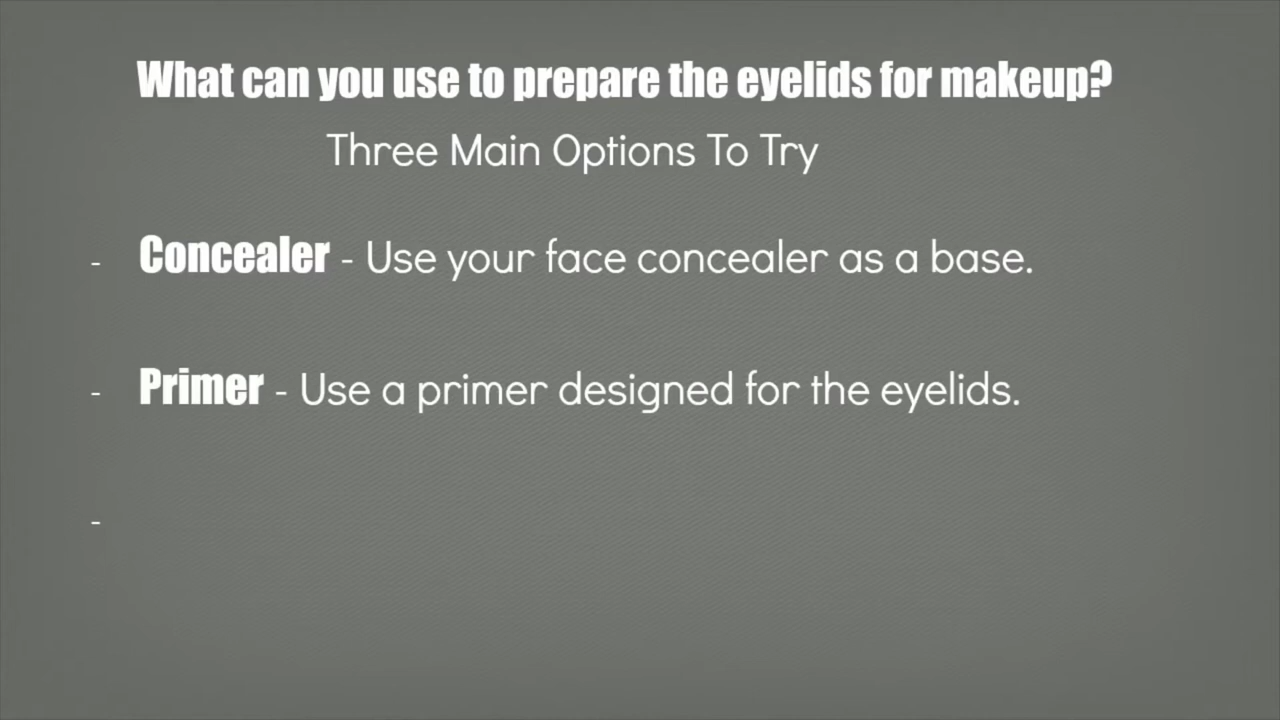 What can you use to prepare the eyelids for makeup?
Three Main Options To Try
- Concealer - Use your face concealer as a base.
- Primer - Use a primer designed for the eyelids.
-